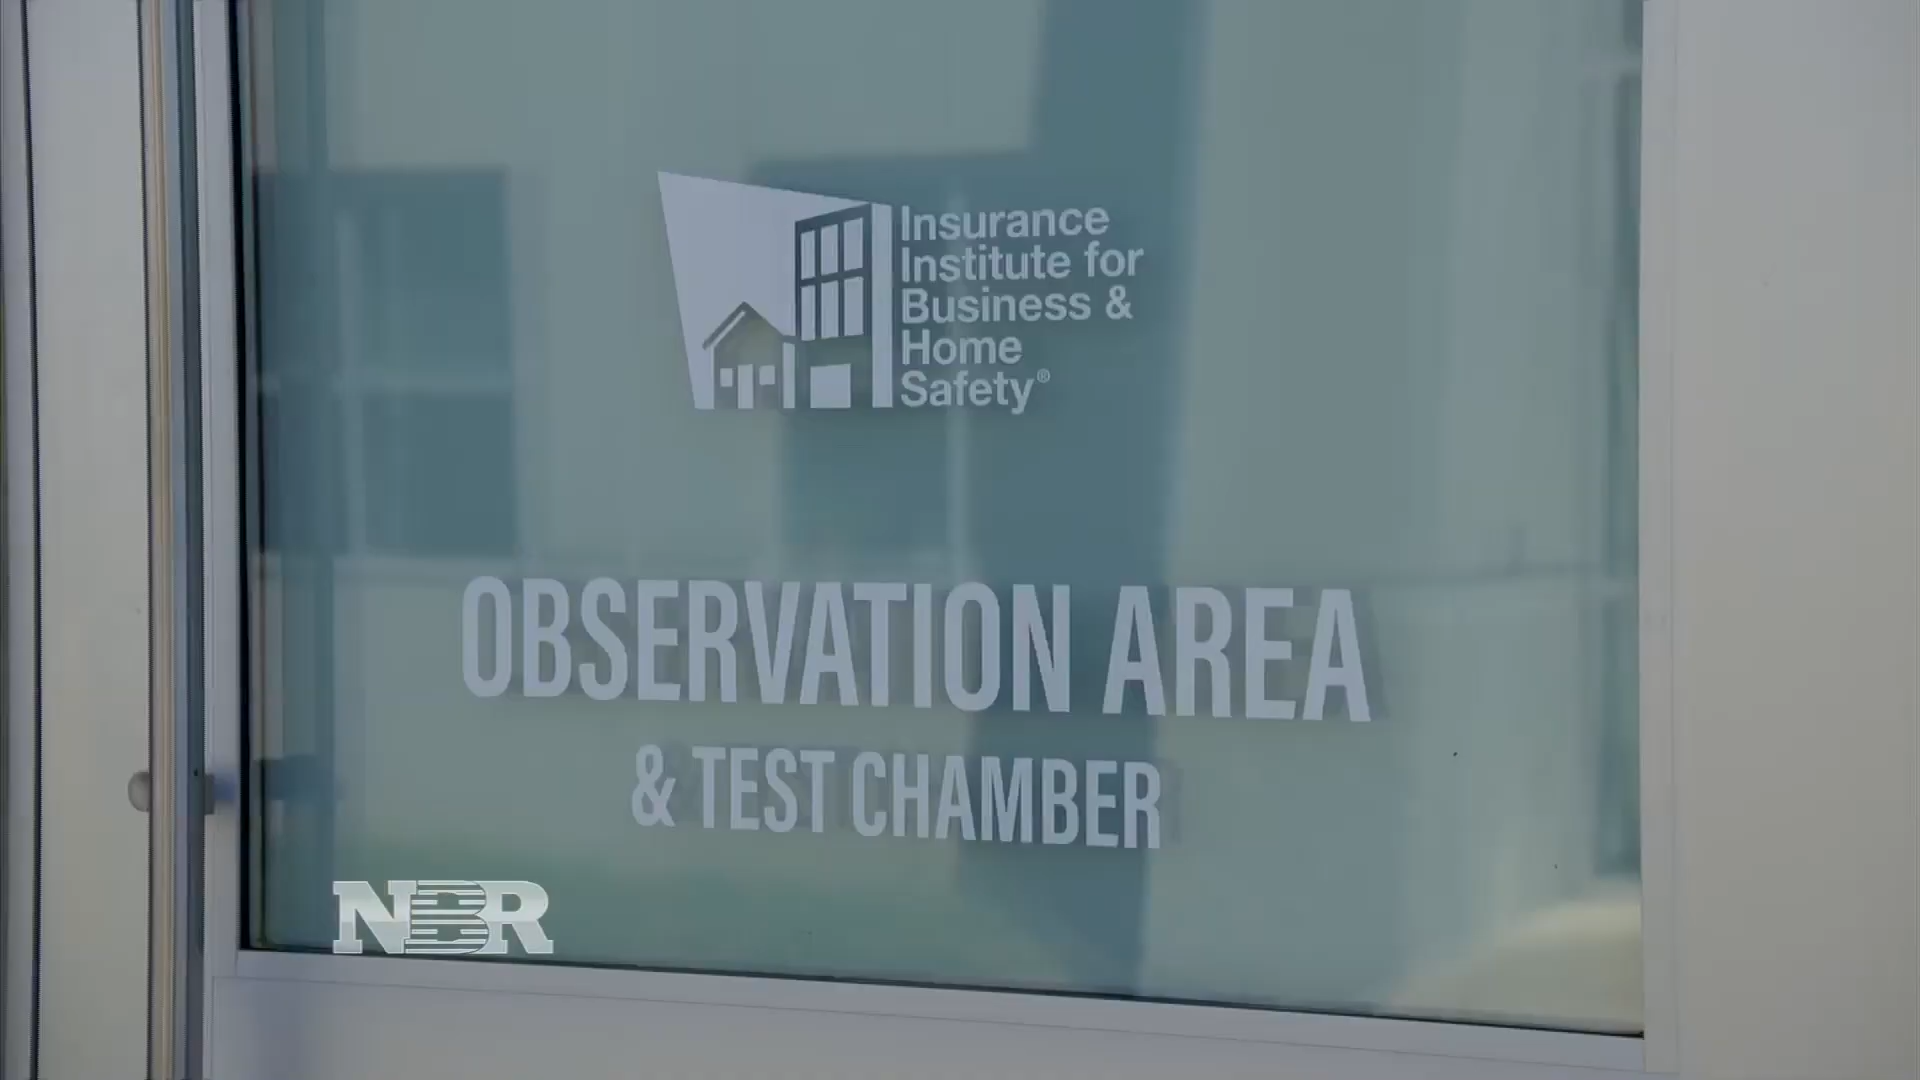 Insurance
Institute for
Business &
Home
Safety®
OBSERVATION AREA
& TEST CHAMBER
NBR